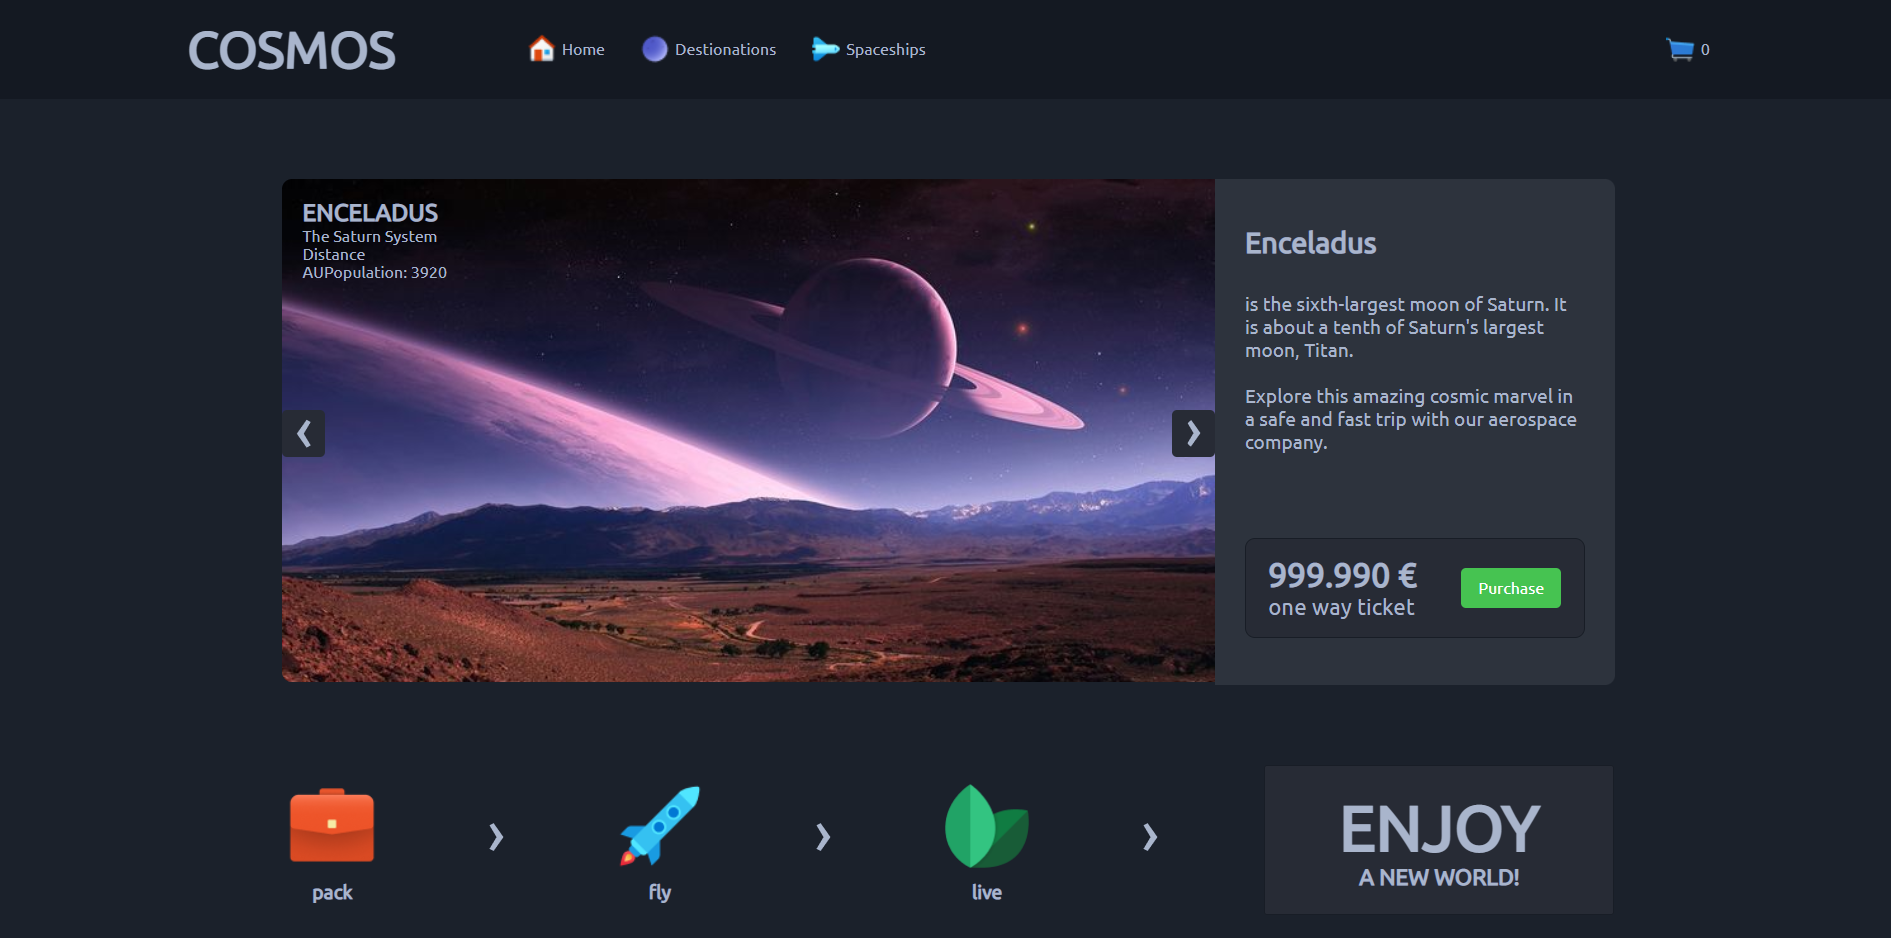 COSMOS
Home
Destionations
Spaceships
0
ENCELADUS
The Saturn System
Distance
AUPopulation: 3920
Enceladus
is the sixth-largest moon of Saturn. It
is about a tenth of Saturn's largest
moon, Titan.
Explore this amazing cosmic marvel in
a safe and fast trip with our aerospace
company.
999.990 €
one way ticket
Purchase
pack
fly
live
ENJOY
A NEW WORLD!